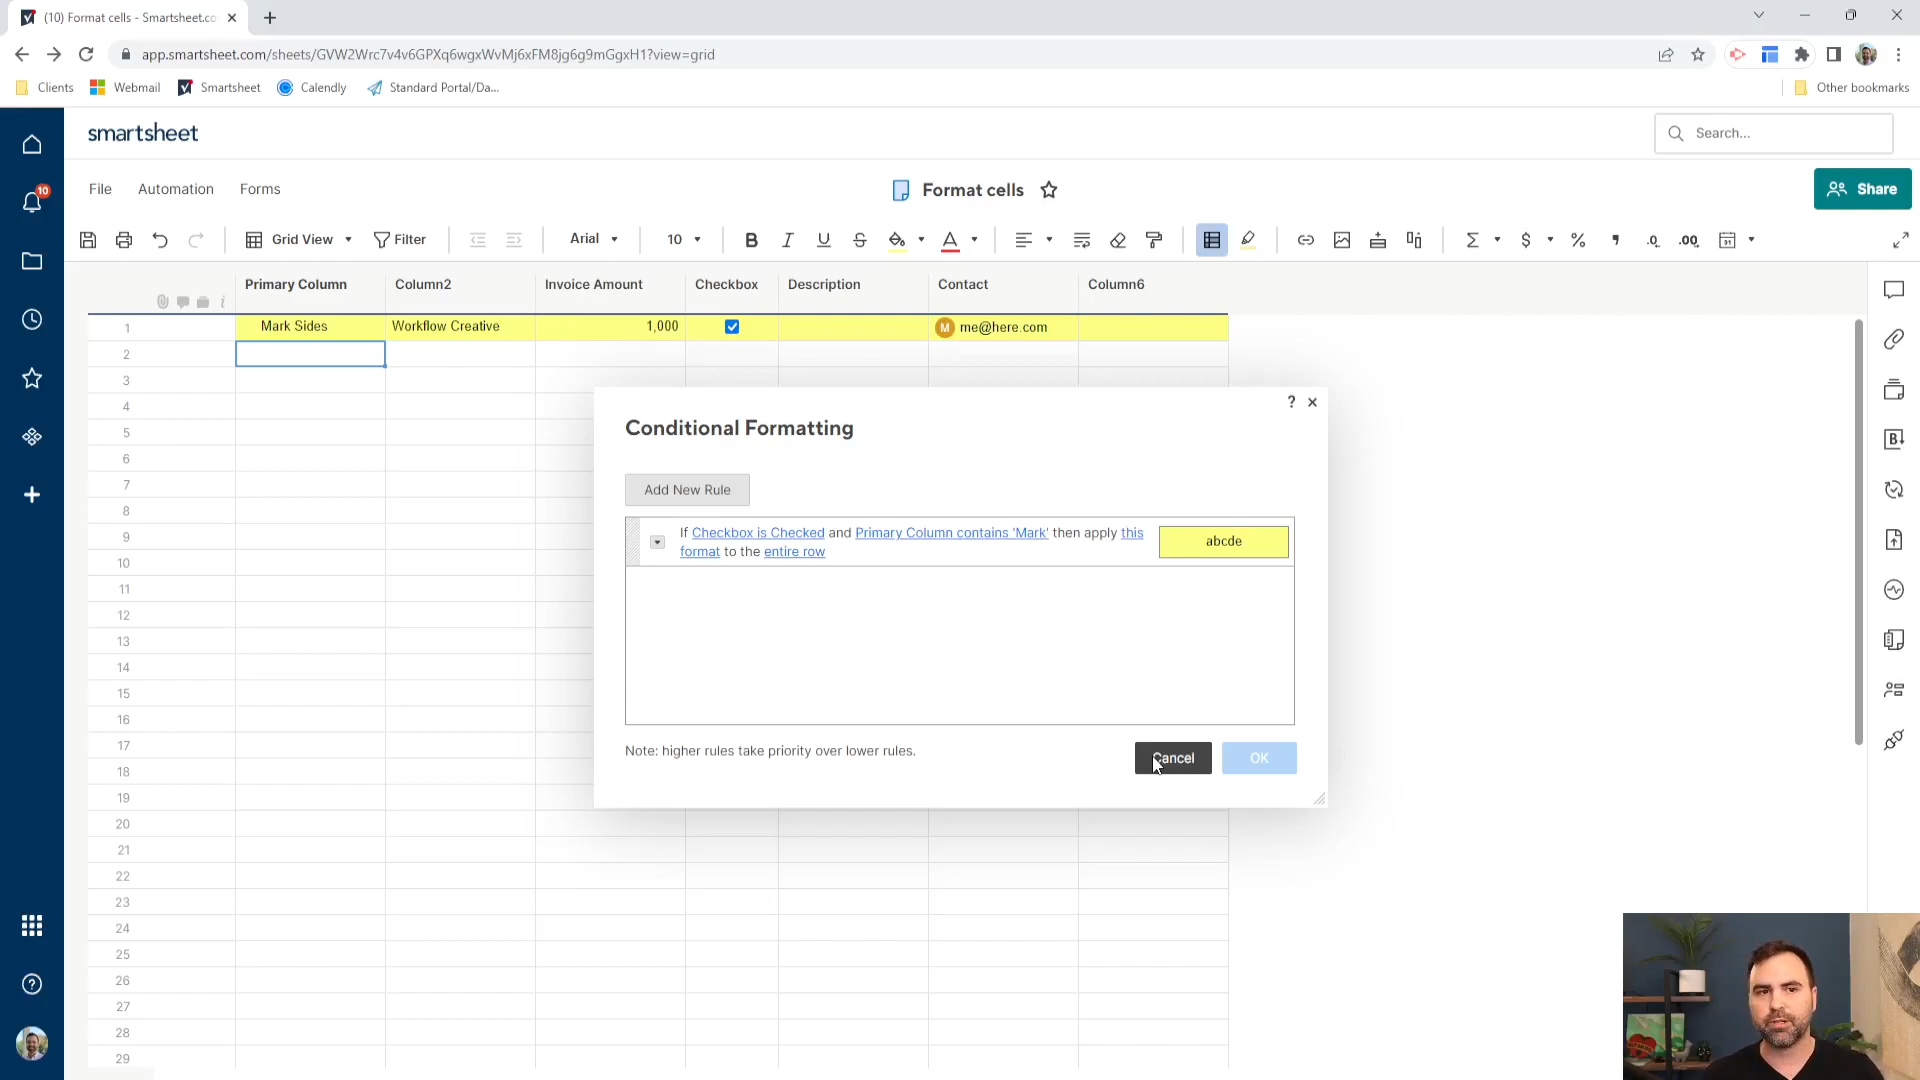 (10) Format cells - Smartsheet.co
app.smartsheet.com/sheets/GVW2Wrc7v4v6GPXq6wgxWvMj6xFM8jg6g9mGgxH1?view=grid
Clients
Webmail
Smartsheet
Calendly
Standard Portal/Da...
Other bookmarks
smartsheet
Search...
10
File
Automation
Forms
Format cells
Share
Grid View
Filter
Arial
10
B
I
U
S
A
Σ
$
%
.0
.00
31
Primary Column
Column2
Invoice Amount
Checkbox
Description
Contact
Column6
1
Mark Sides
Workflow Creative
1,000
M
me@here.com
2
3
4
5
6
7
8
9
10
11
12
13
14
15
16
17
18
19
20
21
22
23
24
25
26
27
28
29
?
Conditional Formatting
Add New Rule
If Checkbox is Checked and Primary Column contains 'Mark' then apply this
format to the entire row
abcde
Note: higher rules take priority over lower rules.
Cancel
OK